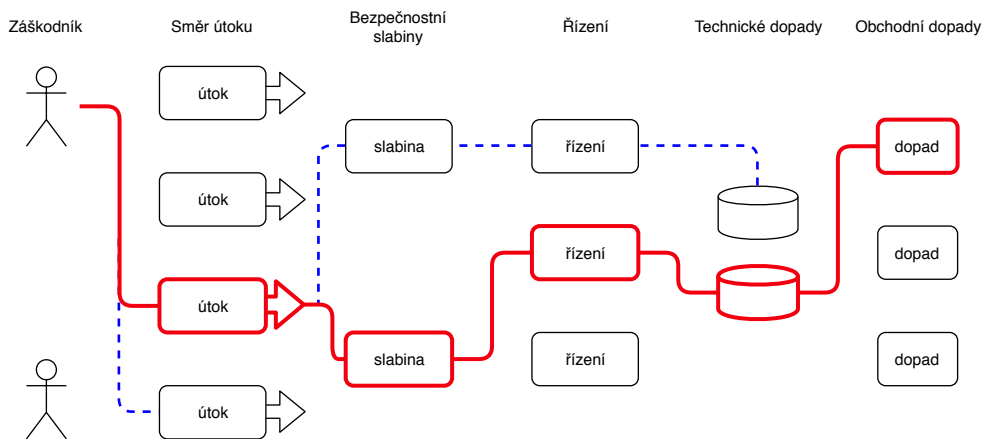 Záškodník
Směr útoku
Bezpečnostní
slabiny
Řízení
Technické dopady
Obchodní dopady
útok
slabina
řízení
dopad
útok
řízení
dopad
útok
slabina
řízení
dopad
útok